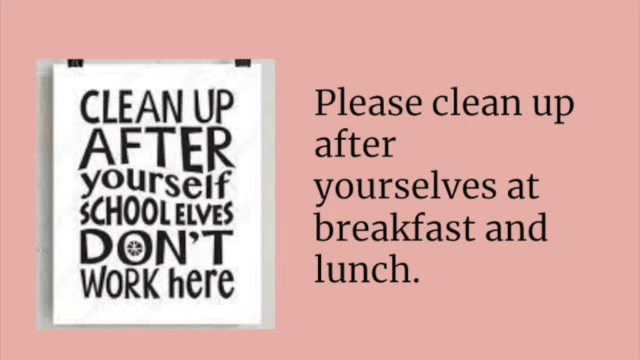 CLEAN UP
AFTER
yourself
SCHOOL ELVES
DON'T
WORK here
Please clean up
after
yourselves at
breakfast and
lunch.